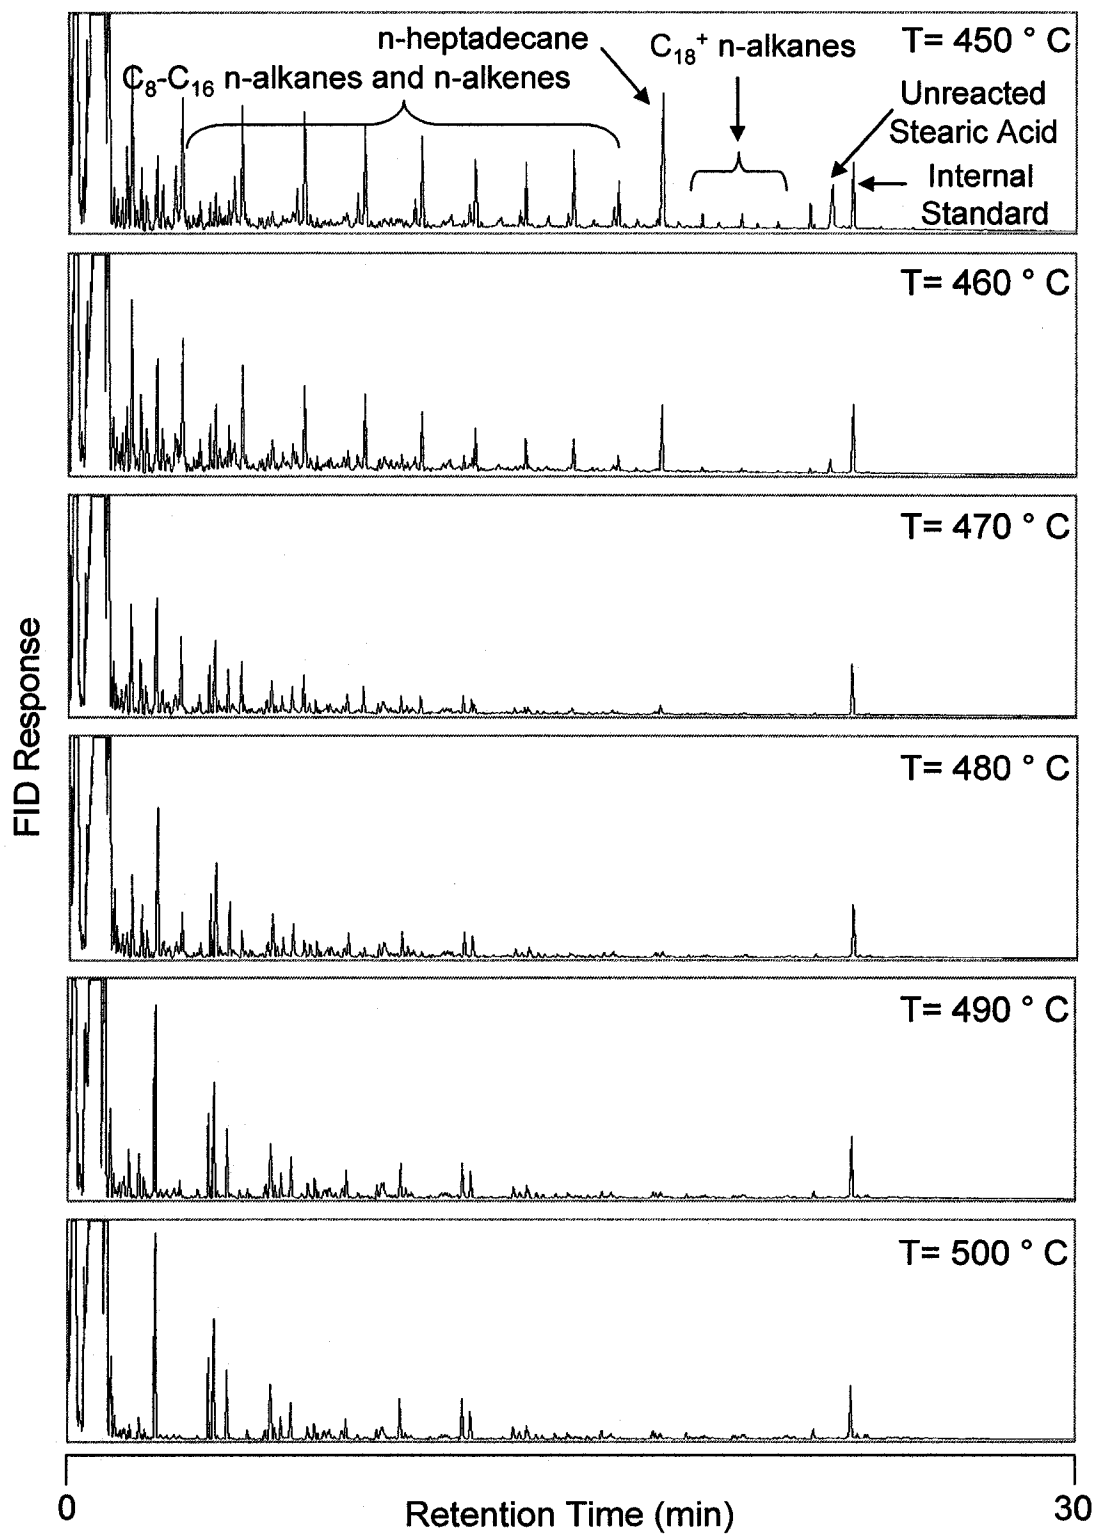 n-heptadecane
C₁₈⁺ n-alkanes
T= 450 ° C
C₈-C₁₆ n-alkanes and n-alkenes
Unreacted
Stearic Acid
Internal
Standard
T= 460 ° C
T= 470 ° C
FID Response
T= 480 ° C
T= 490 ° C
T= 500 ° C
0
Retention Time (min)
30